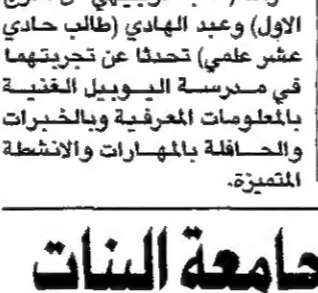 الاول) وعبد الهادي (طالب حادي
عشر علمي) تحدثا عن تجربتهما
في مدرسة اليوبيل الغنية
بالمعلومات المعرفية وبالخبرات
والحافلة بالمهارات والانشطة
المتميزة.
جامعة البنات